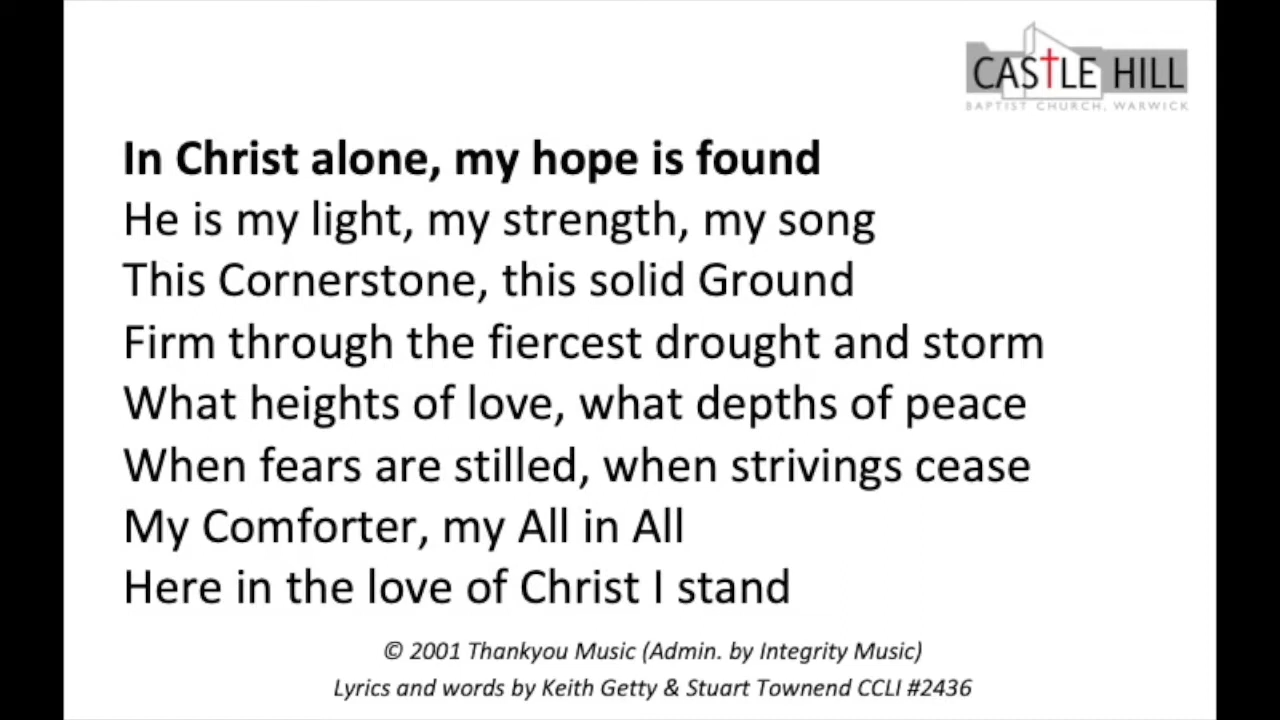 CASTLE HILL
BAPTIST CHURCH, WARWICK
In Christ alone, my hope is found
He is my light, my strength, my song
This Cornerstone, this solid Ground
Firm through the fiercest drought and storm
What heights of love, what depths of peace
When fears are stilled, when strivings cease
My Comforter, my All in All
Here in the love of Christ I stand
© 2001 Thankyou Music (Admin. by Integrity Music)
Lyrics and words by Keith Getty & Stuart Townend CCLI #2436